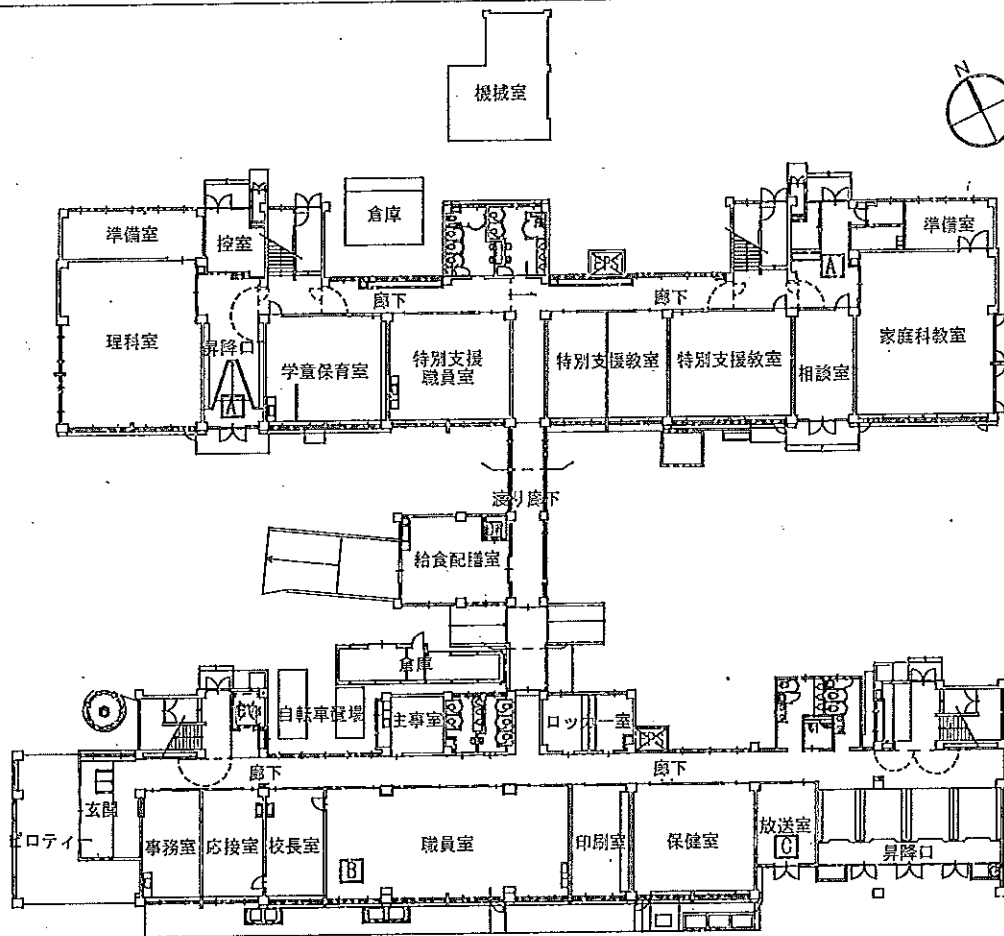 機械室
N
倉庫
準備室
控室
準備室
A
廊下
廊下
理科室
昇降口
A
学童保育室
特別支援
職員室
特別支援教室
特別支援教室
相談室
家庭科教室
渡り廊下
給食配膳室
倉庫
自転車置場
主事室
ロッカー室
廊下
廊下
玄関
ピロティ
事務室
応接室
校長室
職員室
B
印刷室
保健室
放送室
C
昇降口